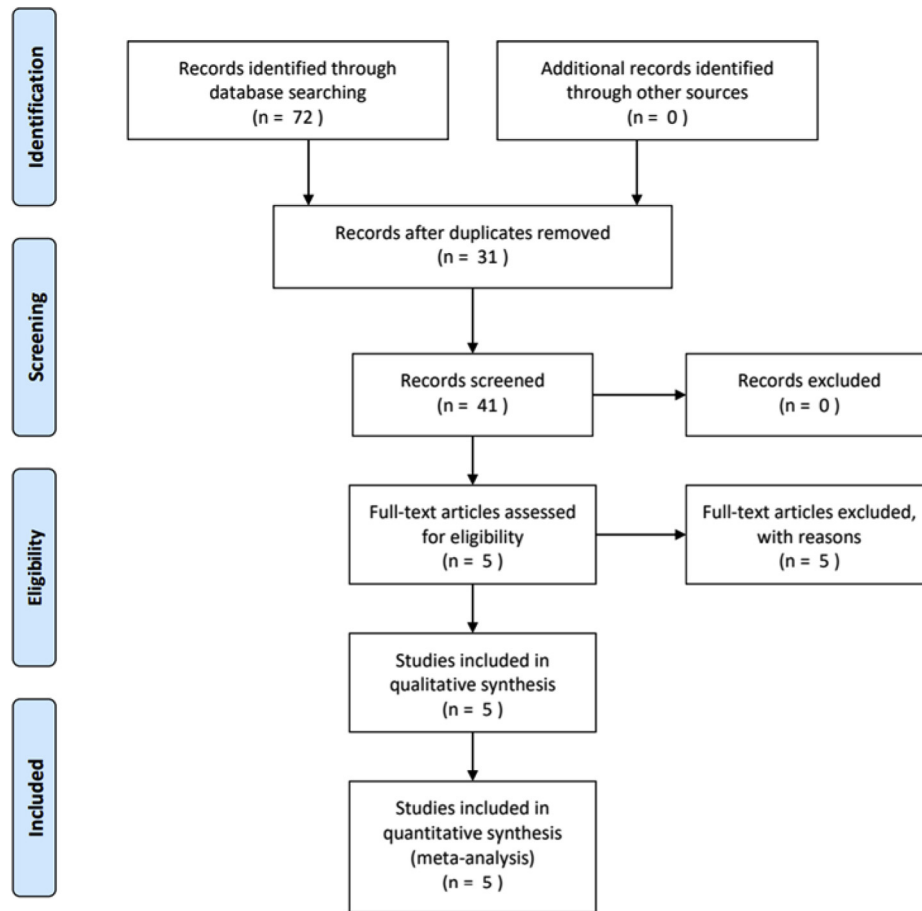 Identification
Records identified through
database searching
(n = 72 )
Additional records identified
through other sources
(n = 0 )
Records after duplicates removed
(n = 31 )
Screening
Records screened
(n = 41 )
Records excluded
(n = 0 )
Eligibility
Full-text articles assessed
for eligibility
(n = 5 )
Full-text articles excluded,
with reasons
(n = 5 )
Studies included in
qualitative synthesis
(n = 5 )
Included
Studies included in
quantitative synthesis
(meta-analysis)
(n = 5 )